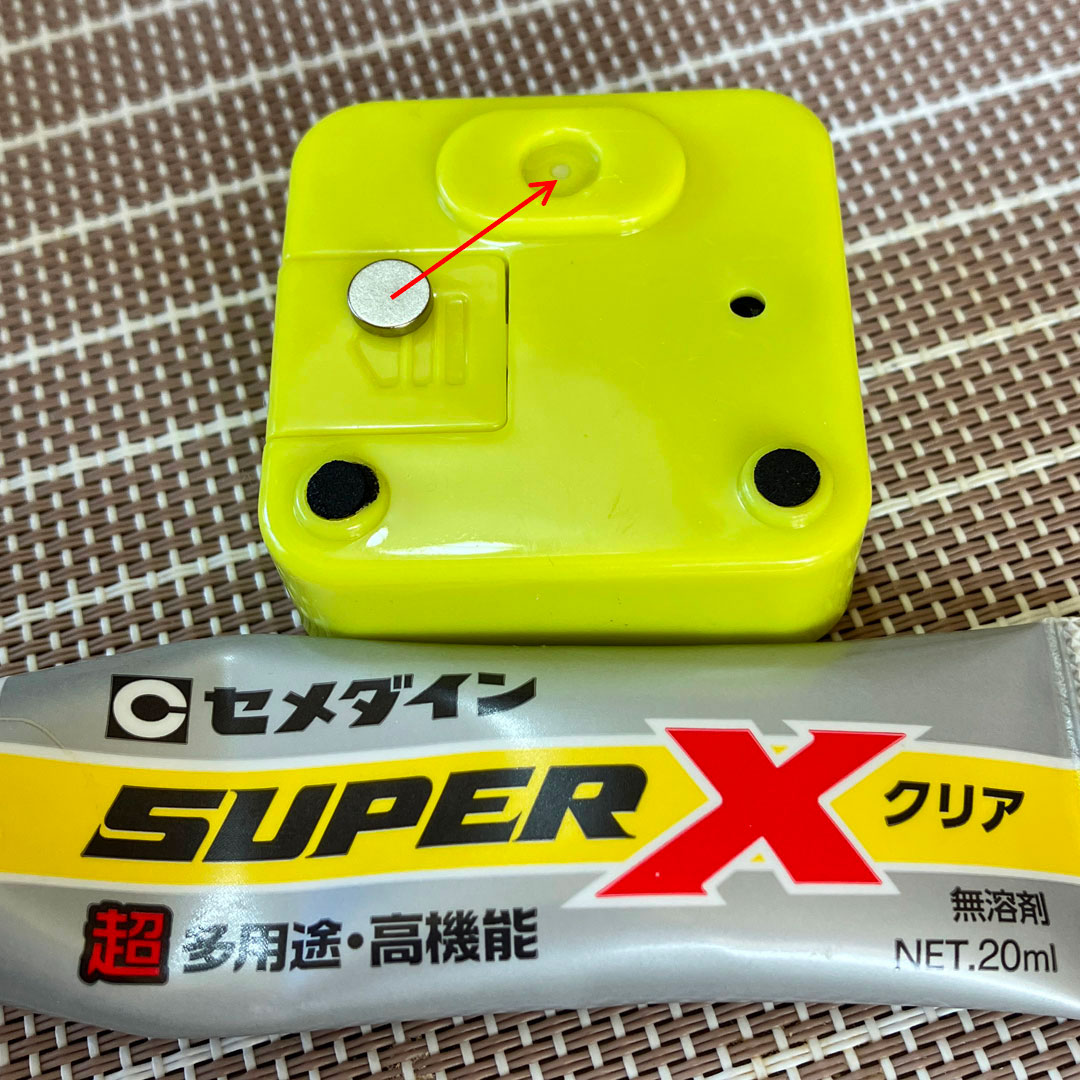 セメダイン
SUPER X クリア
超 多用途・高機能
無溶剤
NET.20ml